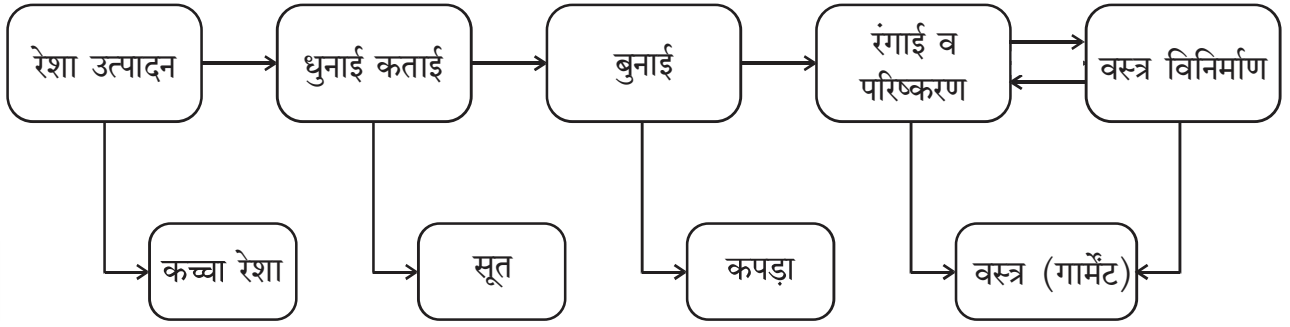 रेशा उत्पादन
धुनाई कताई
बुनाई
रंगाई व
परिष्करण
वस्त्र विनिर्माण
कच्चा रेशा
सूत
कपड़ा
वस्त्र (गार्मेंट)